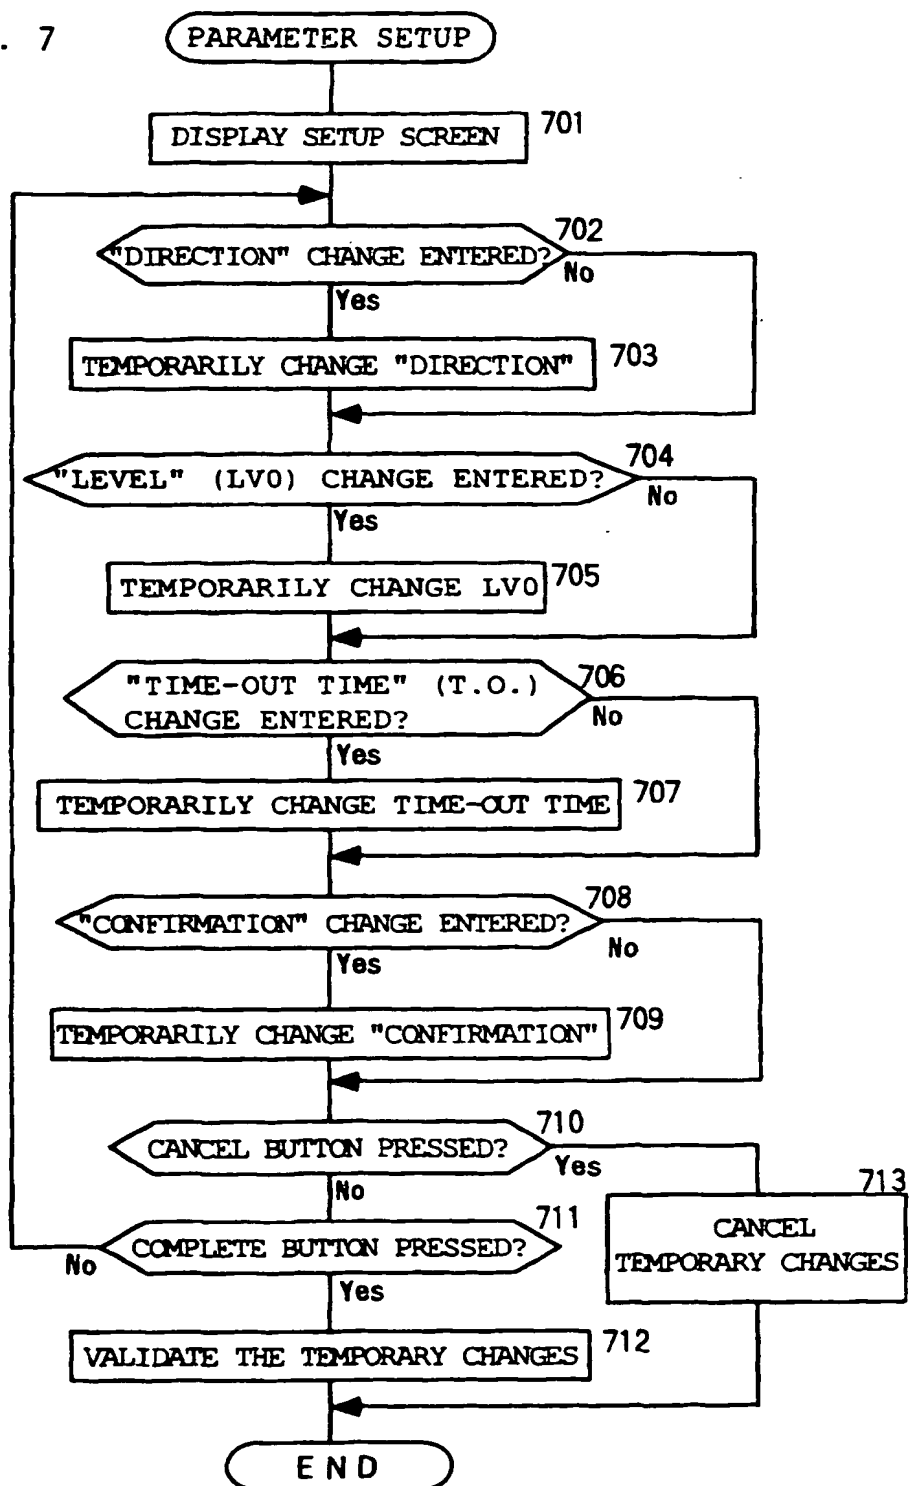 . 7
PARAMETER SETUP
DISPLAY SETUP SCREEN
701
"DIRECTION" CHANGE ENTERED?
702
No
Yes
TEMPORARILY CHANGE "DIRECTION"
703
"LEVEL" (LV0) CHANGE ENTERED?
704
No
Yes
TEMPORARILY CHANGE LV0
705
"TIME-OUT TIME" (T.O.)
CHANGE ENTERED?
706
No
Yes
TEMPORARILY CHANGE TIME-OUT TIME
707
"CONFIRMATION" CHANGE ENTERED?
708
No
Yes
TEMPORARILY CHANGE "CONFIRMATION"
709
CANCEL BUTTON PRESSED?
710
Yes
No
713
CANCEL
TEMPORARY CHANGES
COMPLETE BUTTON PRESSED?
711
No
Yes
VALIDATE THE TEMPORARY CHANGES
712
END